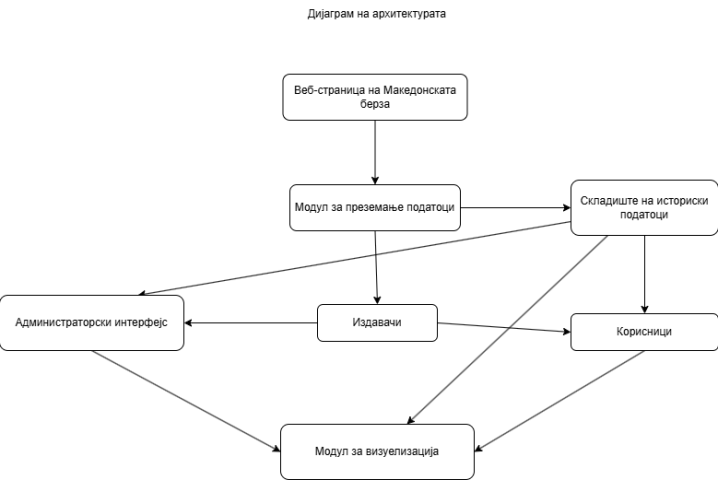 Дијаграм на архитектурата
Веб-страница на Македонската
берза
Модул за преземање податоци
Складиште на историски
податоци
Администраторски интерфејс
Издавачи
Корисници
Модул за визуелизација